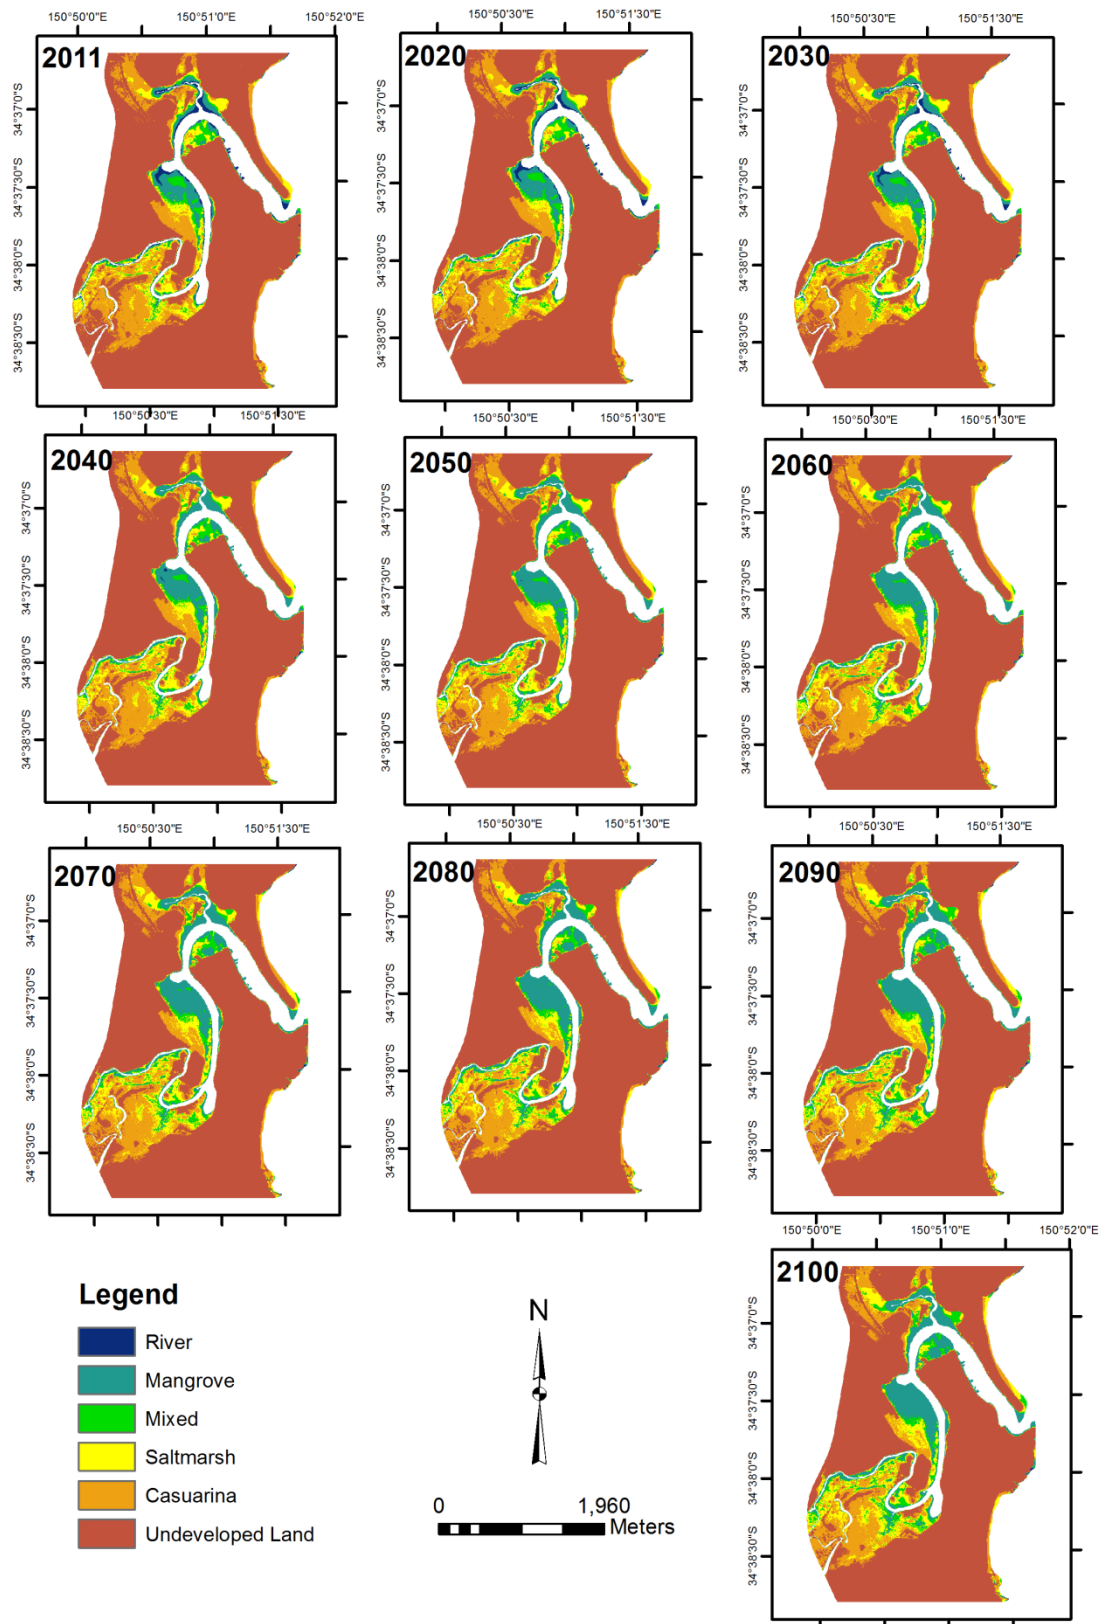 150°50'0"E 150°51'0"E 150°52'0"E
150°50'30"E 150°51'30"E
150°50'30"E 150°51'30"E
2011
2020
2030
34°37'0"S
34°37'30"S
34°38'0"S
34°38'30"S
34°37'0"S
34°37'30"S
34°38'0"S
34°38'30"S
34°37'0"S
34°37'30"S
34°38'0"S
34°38'30"S
150°50'30"E 150°51'30"E
150°50'30"E 150°51'30"E
150°50'30"E 150°51'30"E
2040
2050
2060
34°37'0"S
34°37'30"S
34°38'0"S
34°38'30"S
34°37'0"S
34°37'30"S
34°38'0"S
34°38'30"S
34°37'0"S
34°37'30"S
34°38'0"S
34°38'30"S
150°50'30"E 150°51'30"E
150°50'30"E 150°51'30"E
150°50'30"E 150°51'30"E
2070
2080
2090
34°37'0"S
34°37'30"S
34°38'0"S
34°38'30"S
34°37'0"S
34°37'30"S
34°38'0"S
34°38'30"S
34°37'0"S
34°37'30"S
34°38'0"S
34°38'30"S
150°50'0"E 150°51'0"E 150°52'0"E
2100
34°37'0"S
34°37'30"S
34°38'0"S
34°38'30"S
Legend
River
Mangrove
Mixed
Saltmarsh
Casuarina
Undeveloped Land
N
0 1,960
Meters